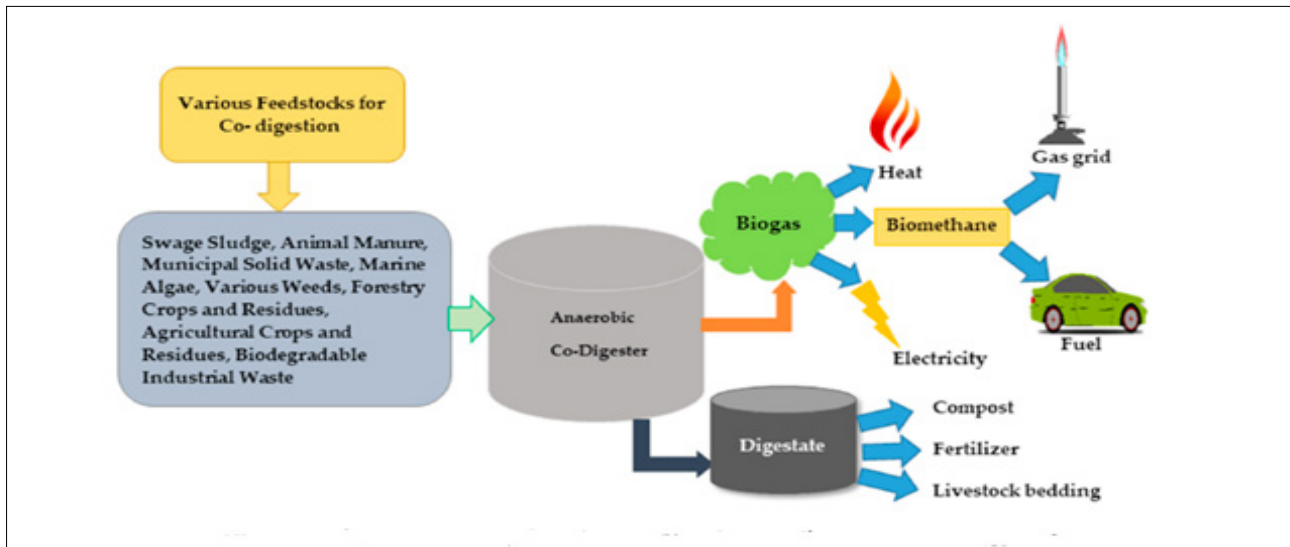 Various Feedstocks for
Co- digestion
Swage Sludge, Animal Manure,
Municipal Solid Waste, Marine
Algae, Various Weeds, Forestry
Crops and Residues,
Agricultural Crops and
Residues, Biodegradable
Industrial Waste
Anaerobic
Co-Digester
Biogas
Heat
Biomethane
Gas grid
Fuel
Electricity
Digestate
Compost
Fertilizer
Livestock bedding